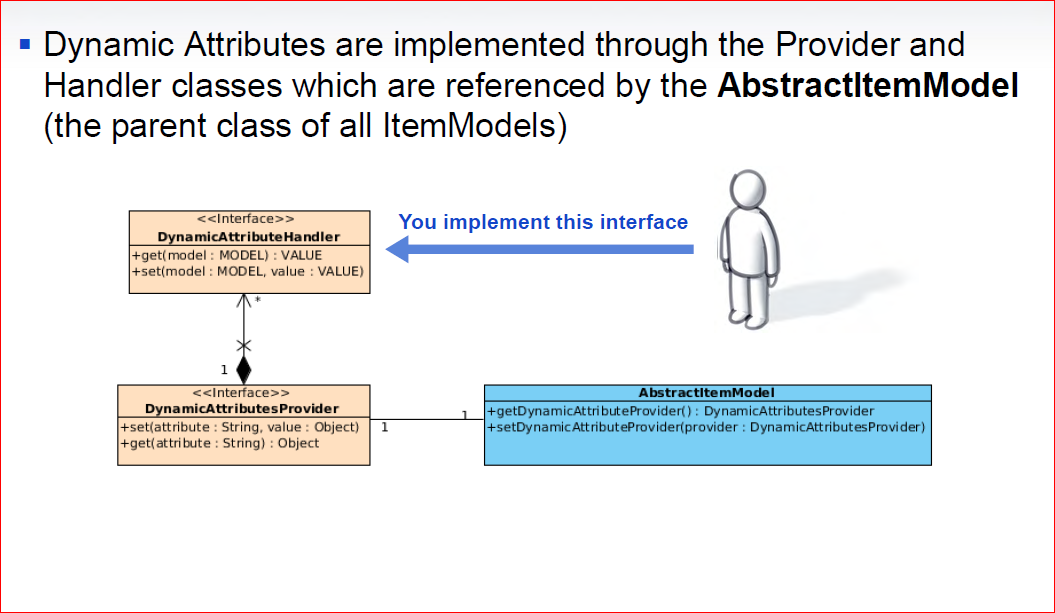 ▪ Dynamic Attributes are implemented through the Provider and
Handler classes which are referenced by the AbstractItemModel
(the parent class of all ItemModels)
You implement this interface
<<Interface>>
DynamicAttributeHandler
+get(model : MODEL) : VALUE
+set(model : MODEL, value : VALUE)
*
1
<<Interface>>
DynamicAttributesProvider
+set(attribute : String, value : Object)
+get(attribute : String) : Object
1
1
AbstractItemModel
+getDynamicAttributeProvider() : DynamicAttributesProvider
+setDynamicAttributeProvider(provider : DynamicAttributesProvider)